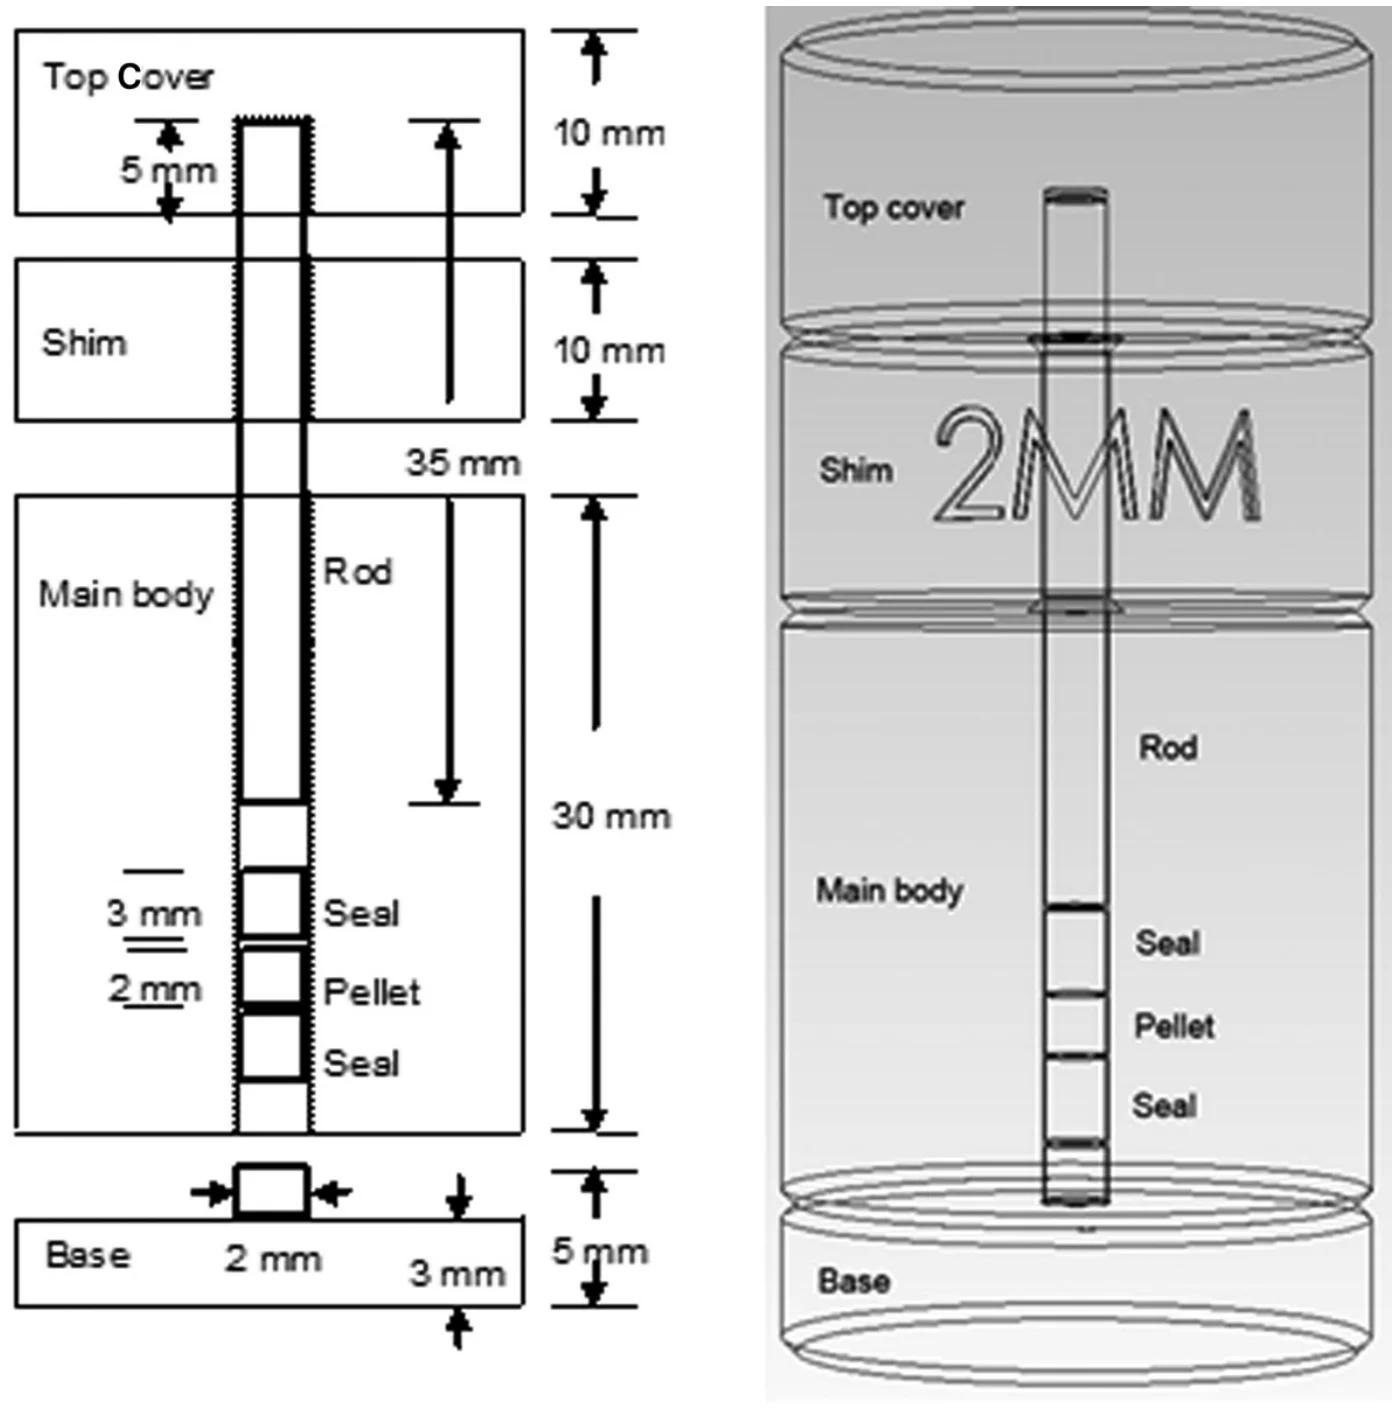 Top Cover
10 mm
5 mm
Shim
10 mm
35 mm
Rod
Main body
30 mm
3 mm
Seal
2 mm
Pellet
Seal
Base
2 mm
3 mm
5 mm
Top cover
Shim
2MM
Rod
Main body
Seal
Pellet
Seal
Base